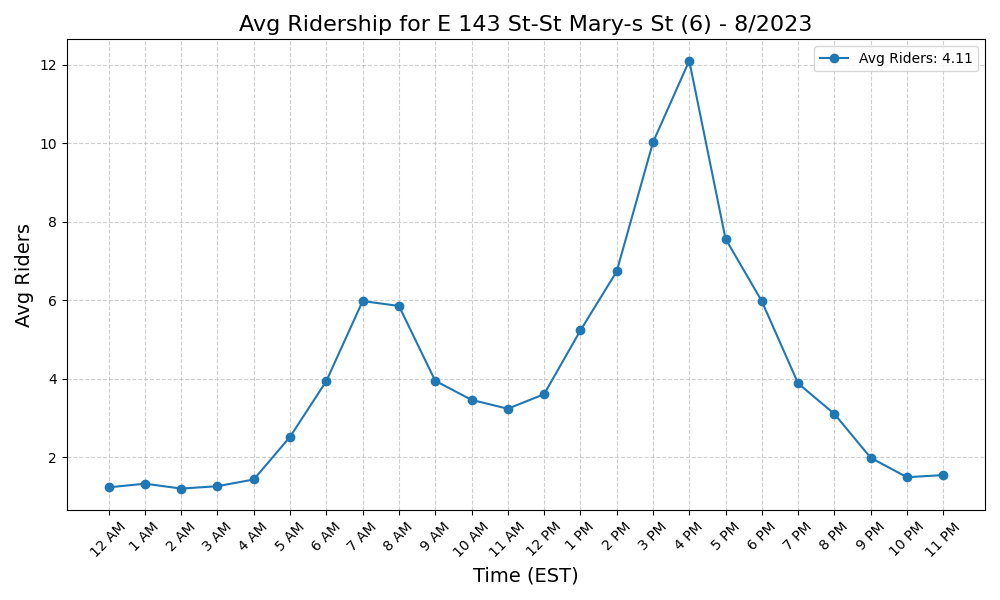 Avg Ridership for E 143 St-St Mary-s St (6) - 8/2023
Avg Riders: 4.11
Avg Riders
12
10
8
6
4
2
12 AM
1 AM
2 AM
3 AM
4 AM
5 AM
6 AM
7 AM
8 AM
9 AM
10 AM
11 AM
12 PM
1 PM
2 PM
3 PM
4 PM
5 PM
6 PM
7 PM
8 PM
9 PM
10 PM
11 PM
Time (EST)